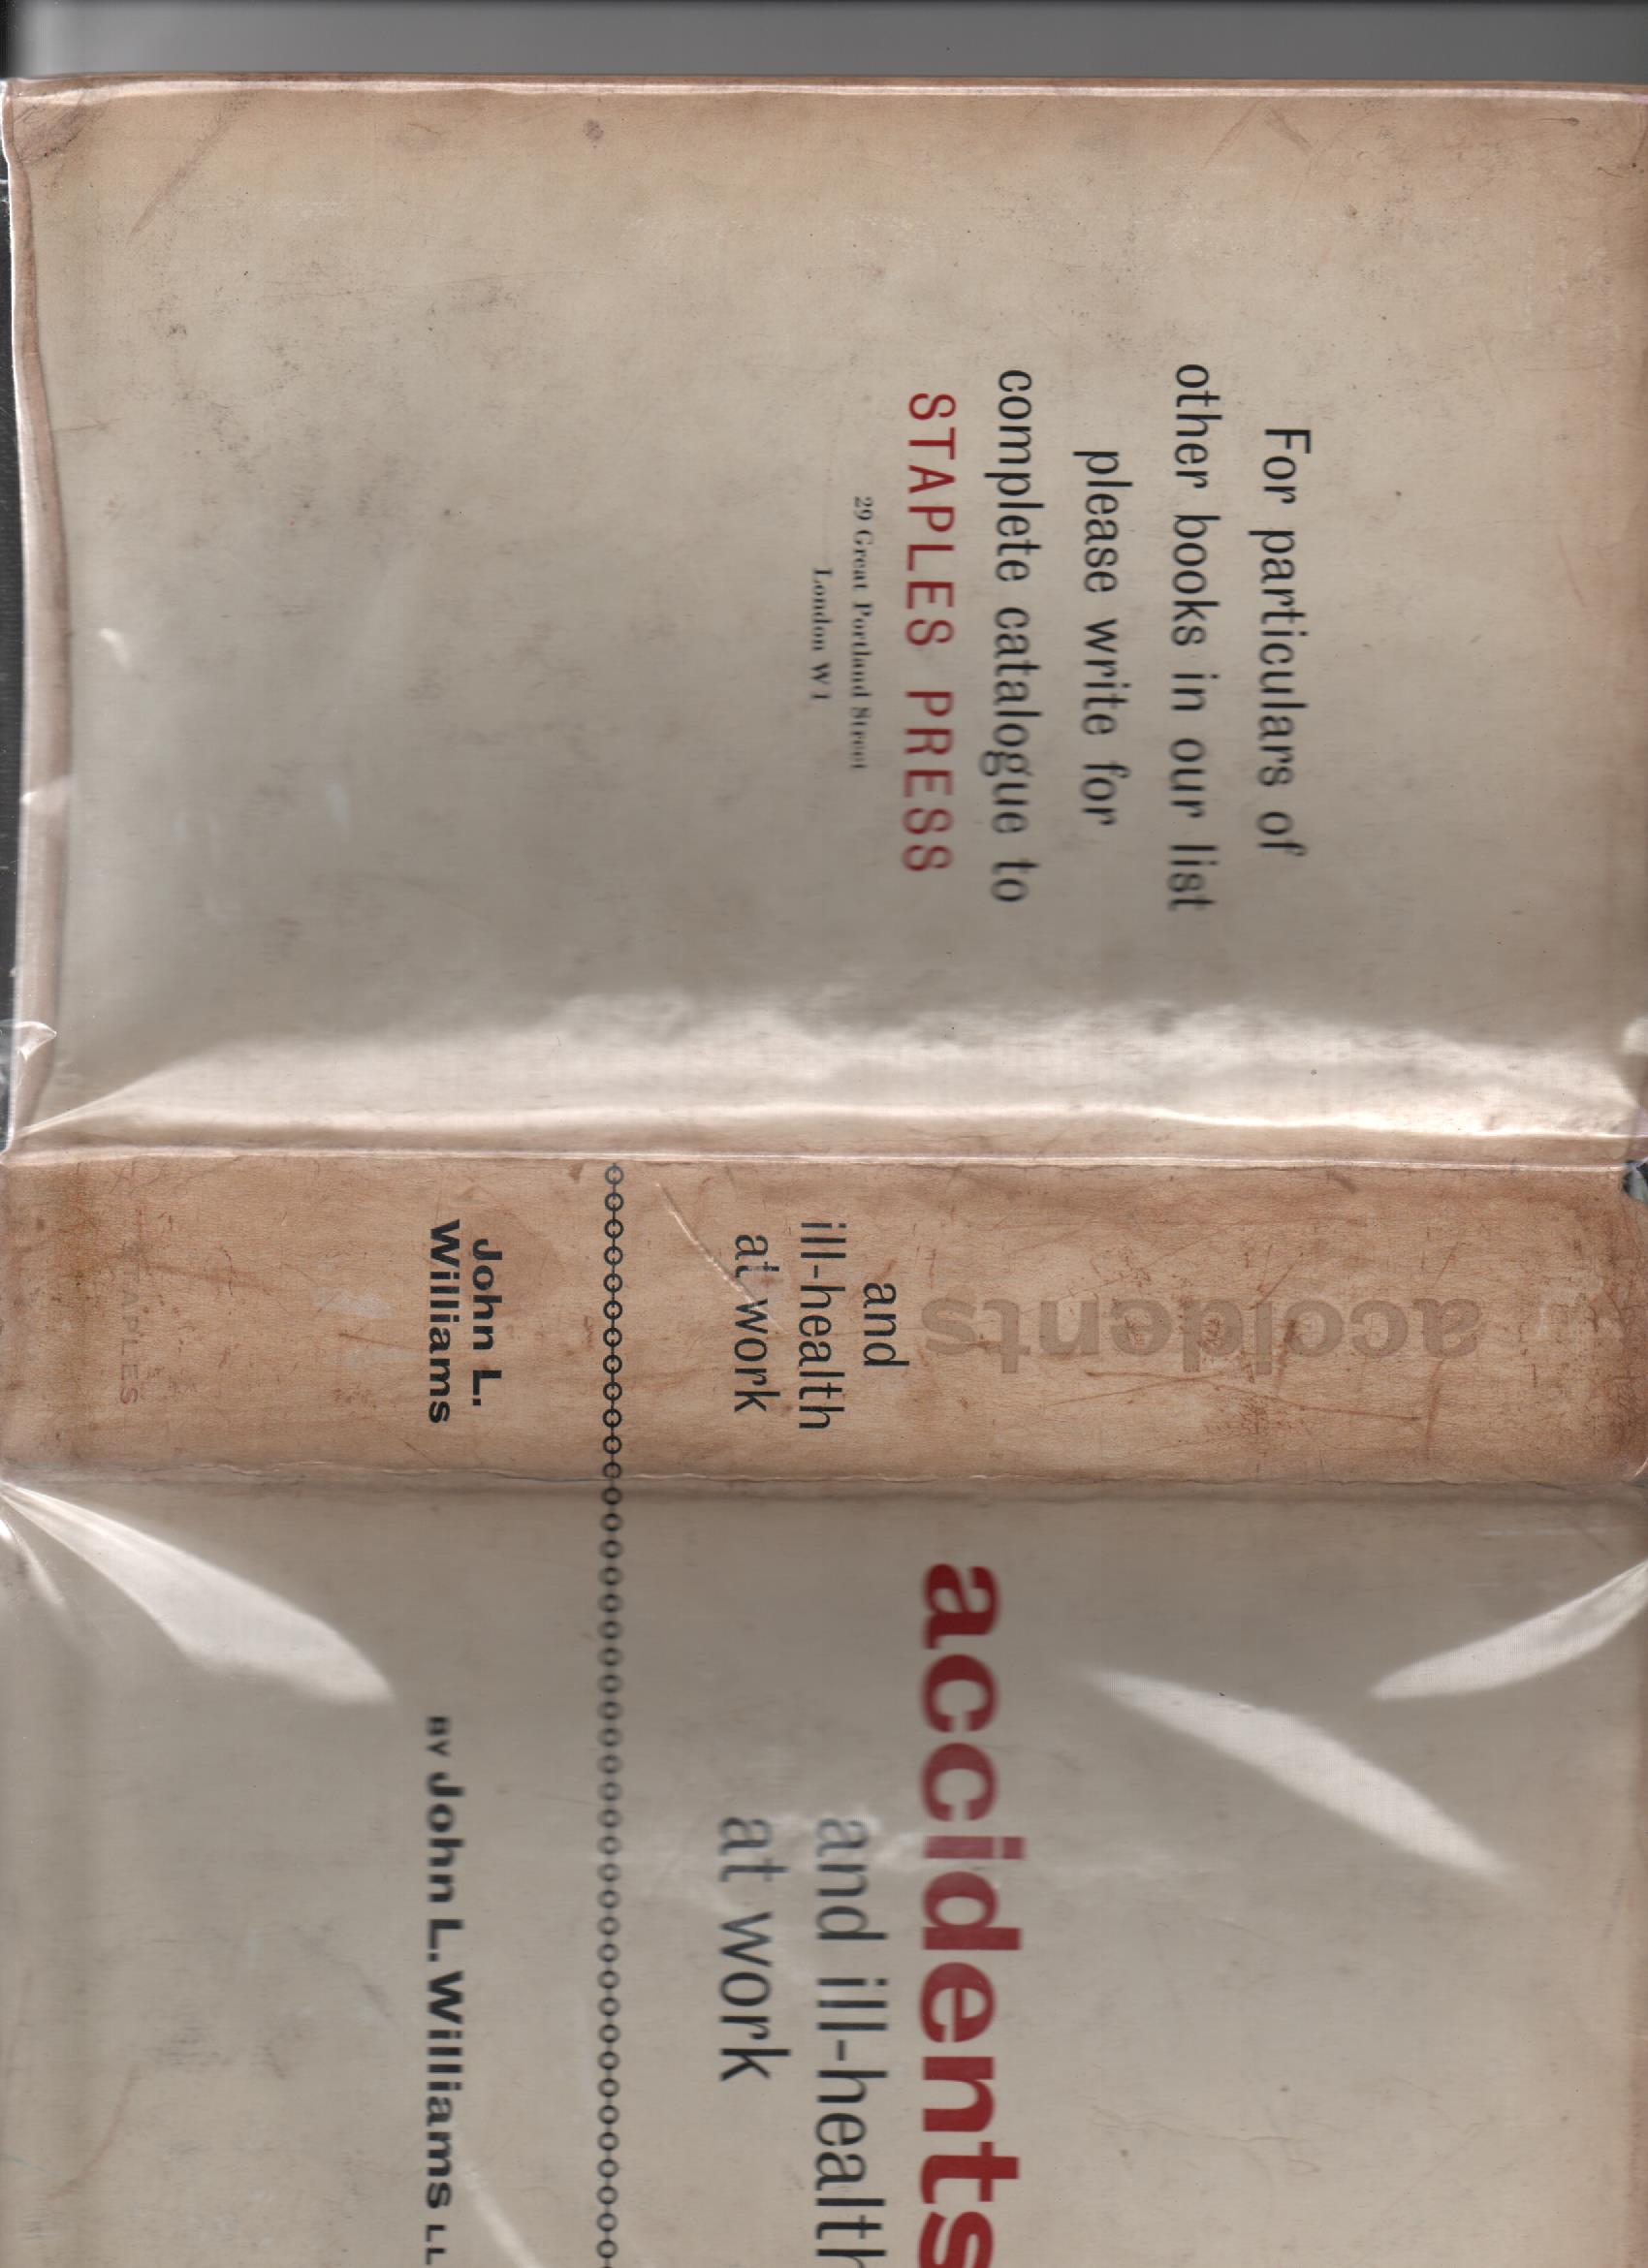 For particulars of
other books in our list
please write for
complete catalogue to
STAPLES PRESS
29 Great Portland Street
London W1
accidents
and
ill-health
at work
John L.
Williams
STAPLES
accidents
and ill-health
at work
BY John L. Williams LL